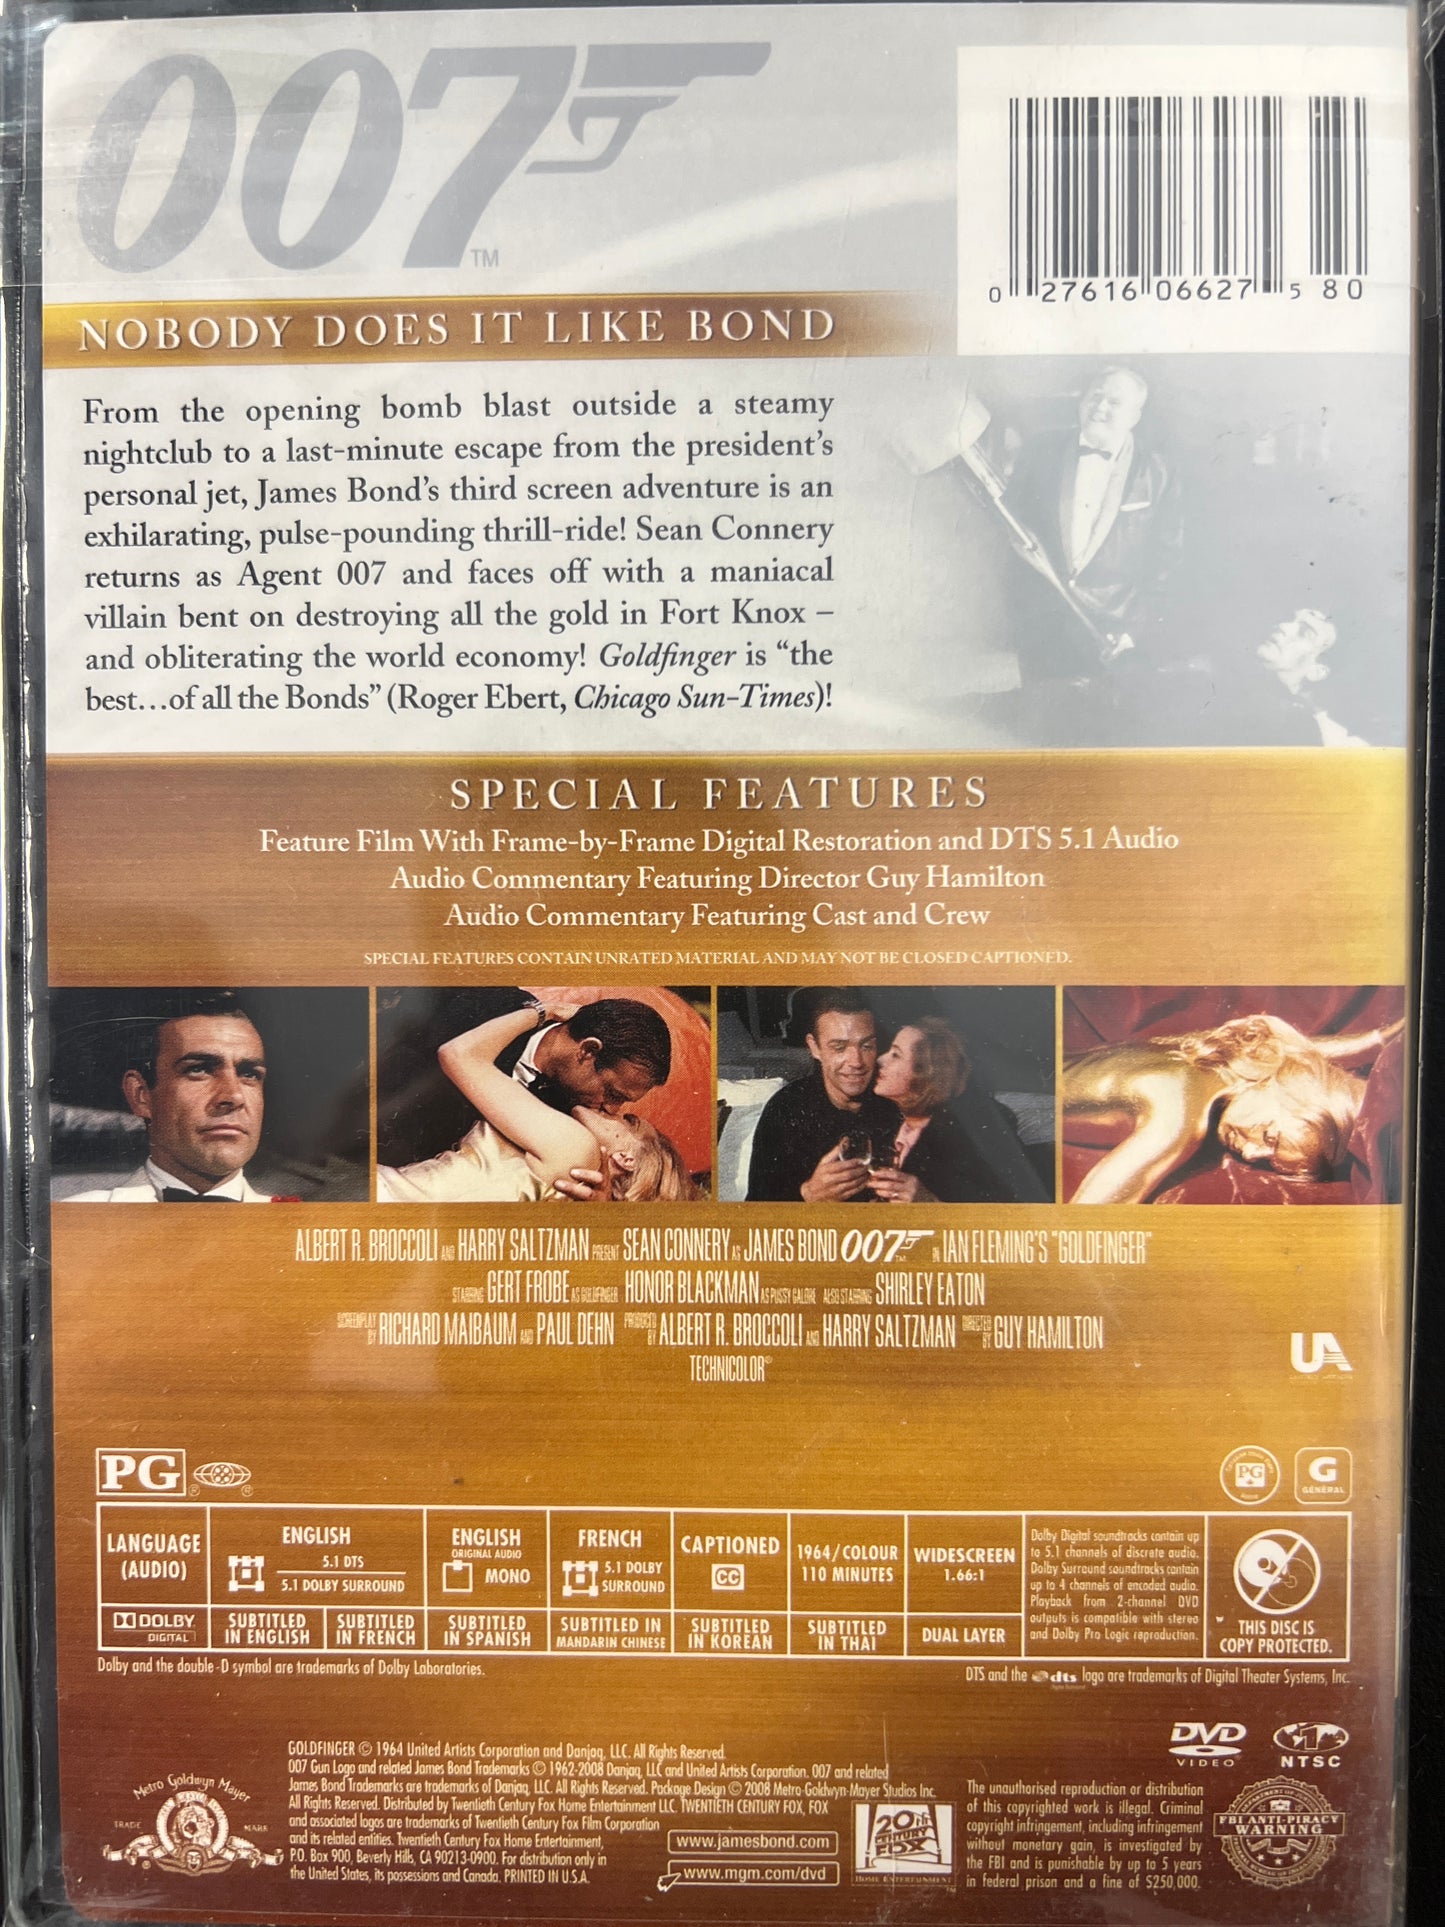 007
TM
0 27616 06627 5 80
NOBODY DOES IT LIKE BOND
From the opening bomb blast outside a steamy
nightclub to a last-minute escape from the president's
personal jet, James Bond's third screen adventure is an
exhilarating, pulse-pounding thrill-ride! Sean Connery
returns as Agent 007 and faces off with a maniacal
villain bent on destroying all the gold in Fort Knox –
and obliterating the world economy! Goldfinger is “the
best…of all the Bonds” (Roger Ebert, Chicago Sun-Times)!
SPECIAL FEATURES
Feature Film With Frame-by-Frame Digital Restoration and DTS 5.1 Audio
Audio Commentary Featuring Director Guy Hamilton
Audio Commentary Featuring Cast and Crew
SPECIAL FEATURES CONTAIN UNRATED MATERIAL AND MAY NOT BE CLOSED CAPTIONED.
ALBERT R. BROCCOLI AND HARRY SALTZMAN PRESENT SEAN CONNERY AS JAMES BOND 007 IN IAN FLEMING'S "GOLDFINGER"
STARRING GERT FROBE AS GOLDFINGER HONOR BLACKMAN AS PUSSY GALORE ALSO STARRING SHIRLEY EATON
SCREENPLAY BY RICHARD MAIBAUM AND PAUL DEHN PRODUCED BY ALBERT R. BROCCOLI AND HARRY SALTZMAN DIRECTED BY GUY HAMILTON
TECHNICOLOR®
UA
PG
PG
G
GENERAL
LANGUAGE
(AUDIO)
ENGLISH
5.1 DTS
5.1 DOLBY SURROUND
ENGLISH
ORIGINAL AUDIO
MONO
FRENCH
5.1 DOLBY
SURROUND
CAPTIONED
CC
1964/COLOUR
110 MINUTES
WIDESCREEN
1.66:1
Dolby Digital soundtracks contain up
to 5.1 channels of discrete audio.
Dolby Surround soundtracks contain
up to 4 channels of encoded audio.
Playback from 2-channel DVD
outputs is compatible with stereo
and Dolby Pro Logic reproduction.
THIS DISC IS
COPY PROTECTED.
DOLBY
DIGITAL
SUBTITLED
IN ENGLISH
SUBTITLED
IN FRENCH
SUBTITLED
IN SPANISH
SUBTITLED IN
MANDARIN CHINESE
SUBTITLED
IN KOREAN
SUBTITLED
IN THAI
DUAL LAYER
Dolby and the double-D symbol are trademarks of Dolby Laboratories.
DTS and the dts logo are trademarks of Digital Theater Systems, Inc.
DVD
VIDEO
NTSC
GOLDFINGER © 1964 United Artists Corporation and Danjaq, LLC. All Rights Reserved.
007 Gun Logo and related James Bond Trademarks © 1962-2008 Danjaq, LLC and United Artists Corporation. 007 and related
James Bond Trademarks are trademarks of Danjaq, LLC. All Rights Reserved. Package Design © 2008 Metro-Goldwyn-Mayer Studios Inc.
All Rights Reserved. Distributed by Twentieth Century Fox Home Entertainment LLC. TWENTIETH CENTURY FOX, FOX
and associated logos are trademarks of Twentieth Century Fox Film Corporation
and its related entities. Twentieth Century Fox Home Entertainment,
P.O. Box 900, Beverly Hills, CA 90213-0900. For distribution only in
the United States, its possessions and Canada. PRINTED IN U.S.A.
Metro Goldwyn Mayer
TRADE MARK
www.jamesbond.com
www.mgm.com/dvd
20th
CENTURY
FOX
HOME ENTERTAINMENT
The unauthorised reproduction or distribution
of this copyrighted work is illegal. Criminal
copyright infringement, including infringement
without monetary gain, is investigated by
the FBI and is punishable by up to 5 years
in federal prison and a fine of $250,000.
FBI ANTI-PIRACY
WARNING